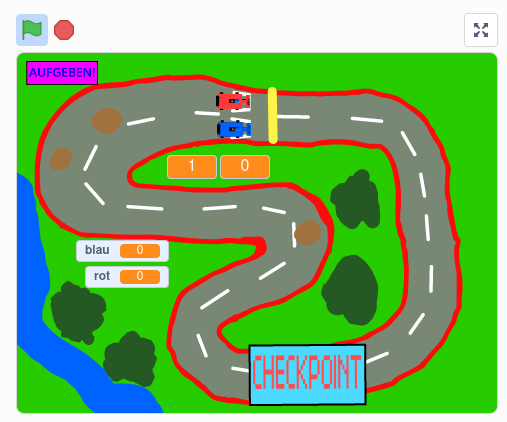 AUFGEBEN!
1 0
blau 0
rot 0
CHECKPOINT